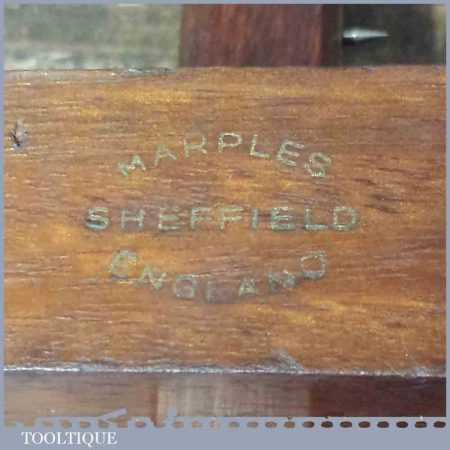 MARPLES
SHEFFIELD
ENGLAND
TOOLTIQUE